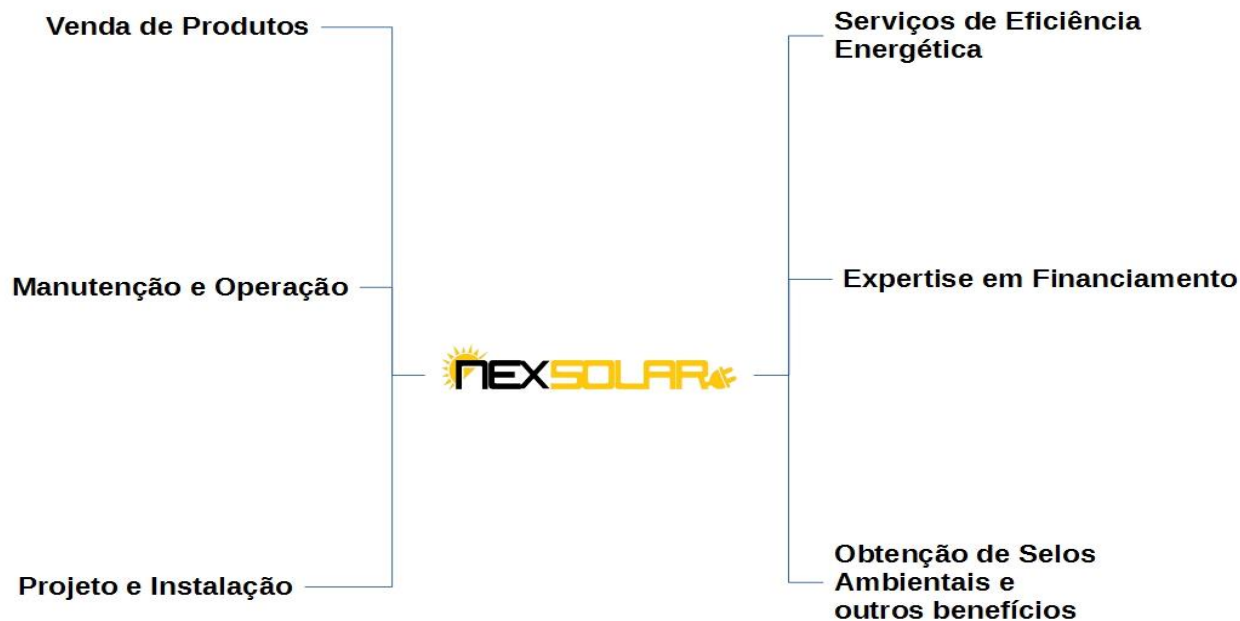 Venda de Produtos
Manutenção e Operação
Projeto e Instalação
NEXSOLAR
Serviços de Eficiência
Energética
Expertise em Financiamento
Obtenção de Selos
Ambientais e
outros benefícios